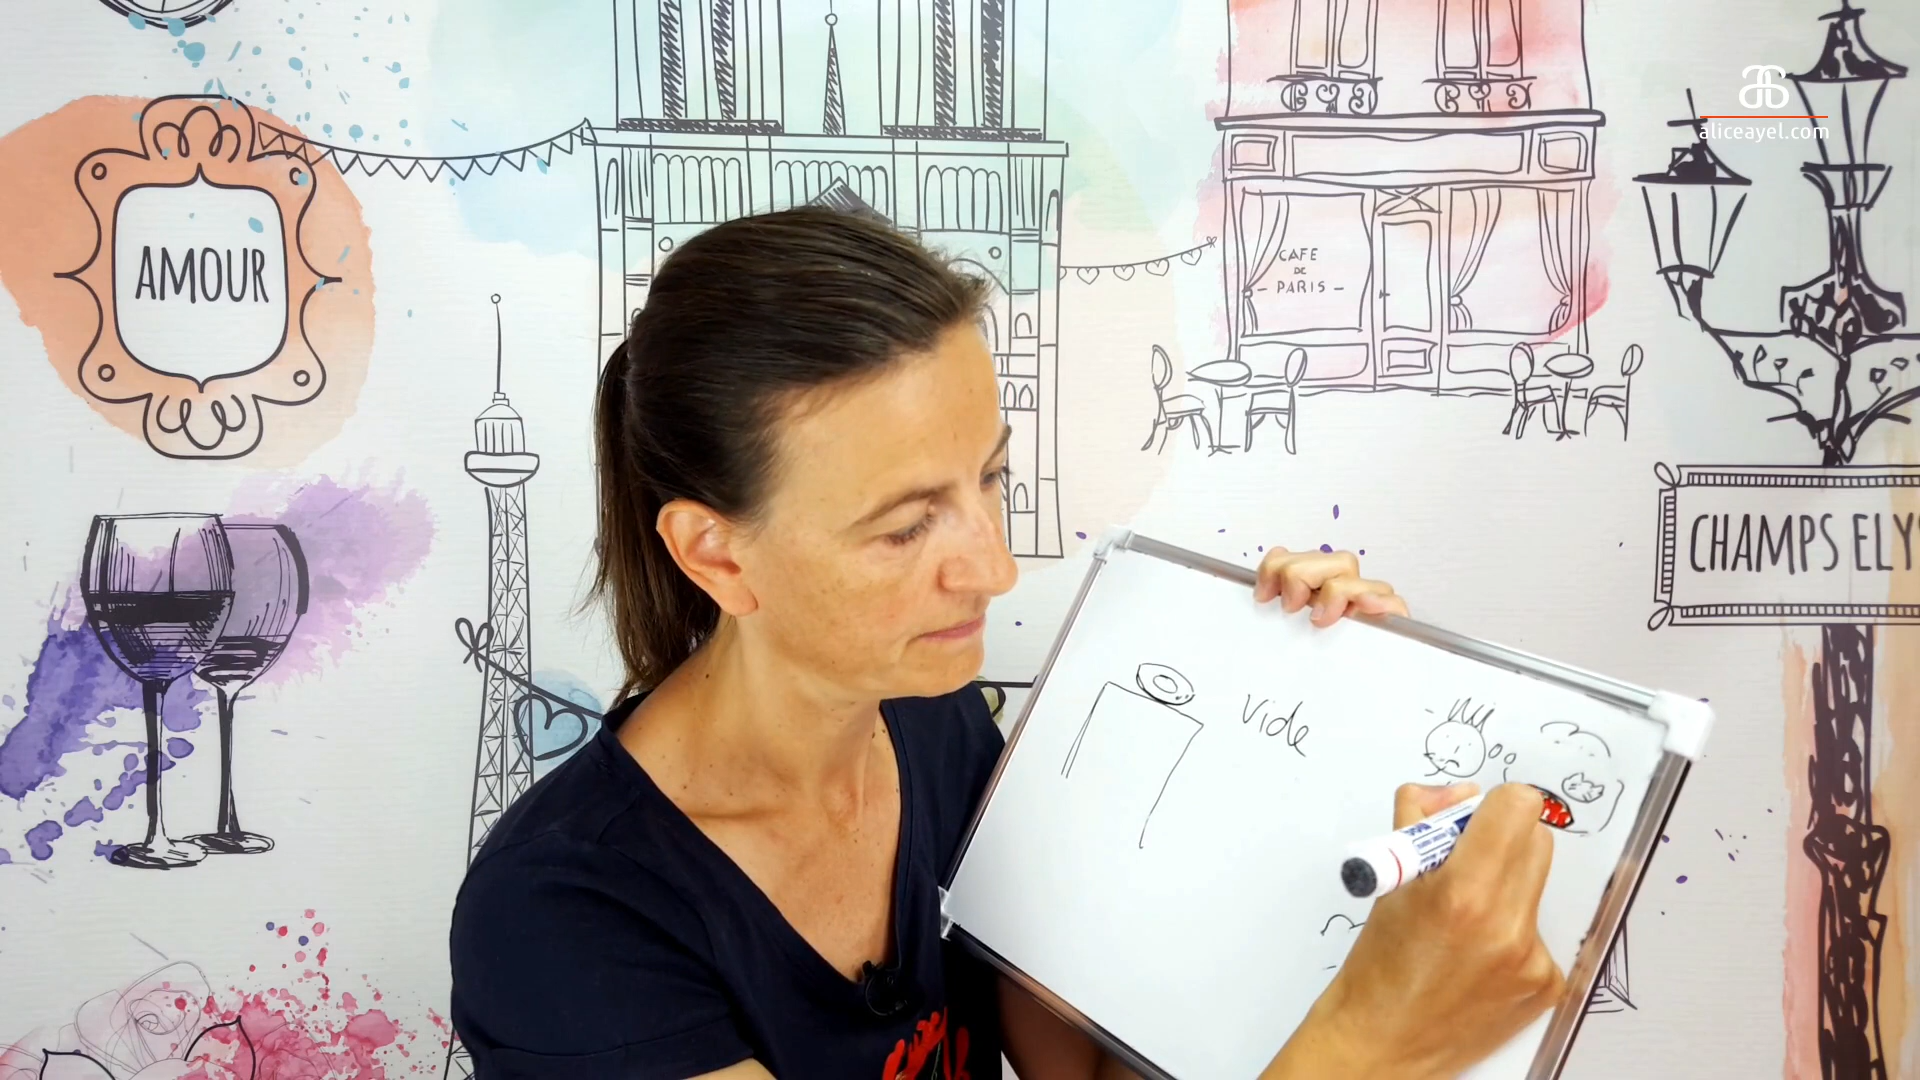 aliceayel.com
AMOUR
CAFE
DE
- PARIS -
CHAMPS ELY
vide